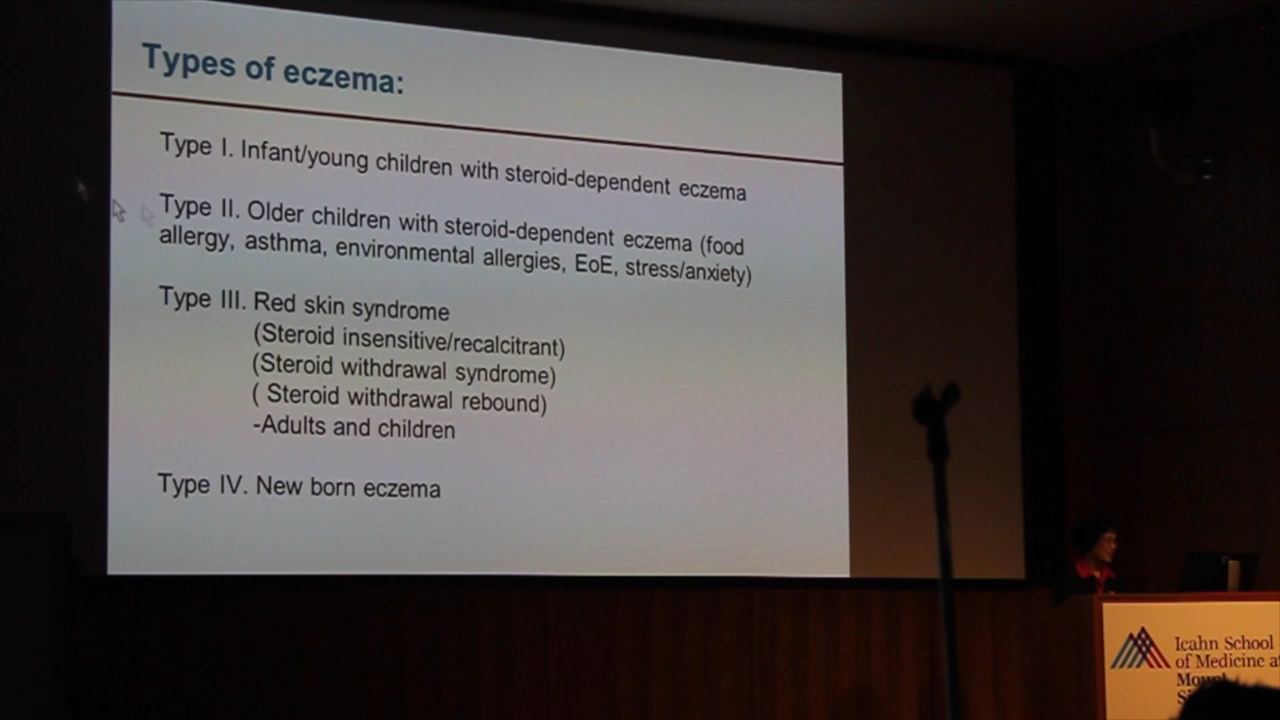 Types of eczema:
Type I. Infant/young children with steroid-dependent eczema
Type II. Older children with steroid-dependent eczema (food
allergy, asthma, environmental allergies, EoE, stress/anxiety)
Type III. Red skin syndrome
(Steroid insensitive/recalcitrant)
(Steroid withdrawal syndrome)
( Steroid withdrawal rebound)
-Adults and children
Type IV. New born eczema
Icahn School
of Medicine at
Mount